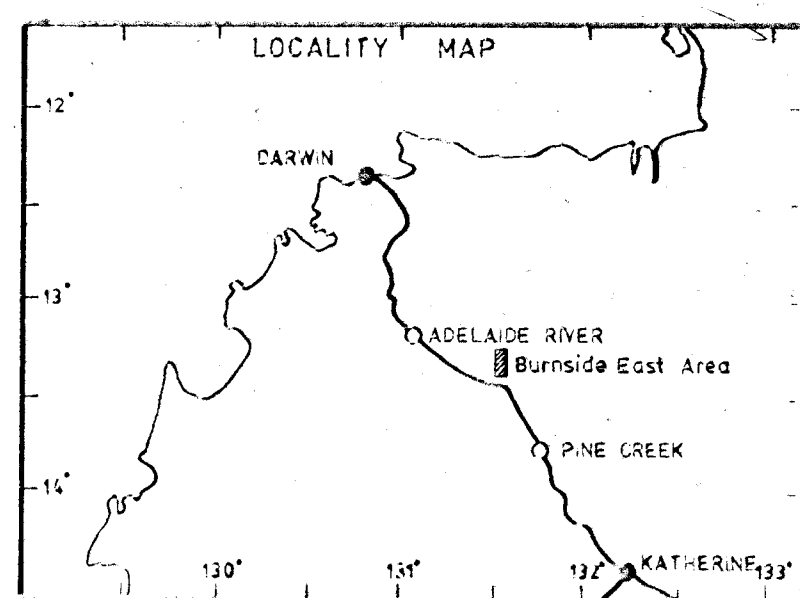 LOCALITY MAP
12°
DARWIN
13°
ADELAIDE RIVER
Burnside East Area
PINE CREEK
14°
130° 131° 132° KATHERINE 133°